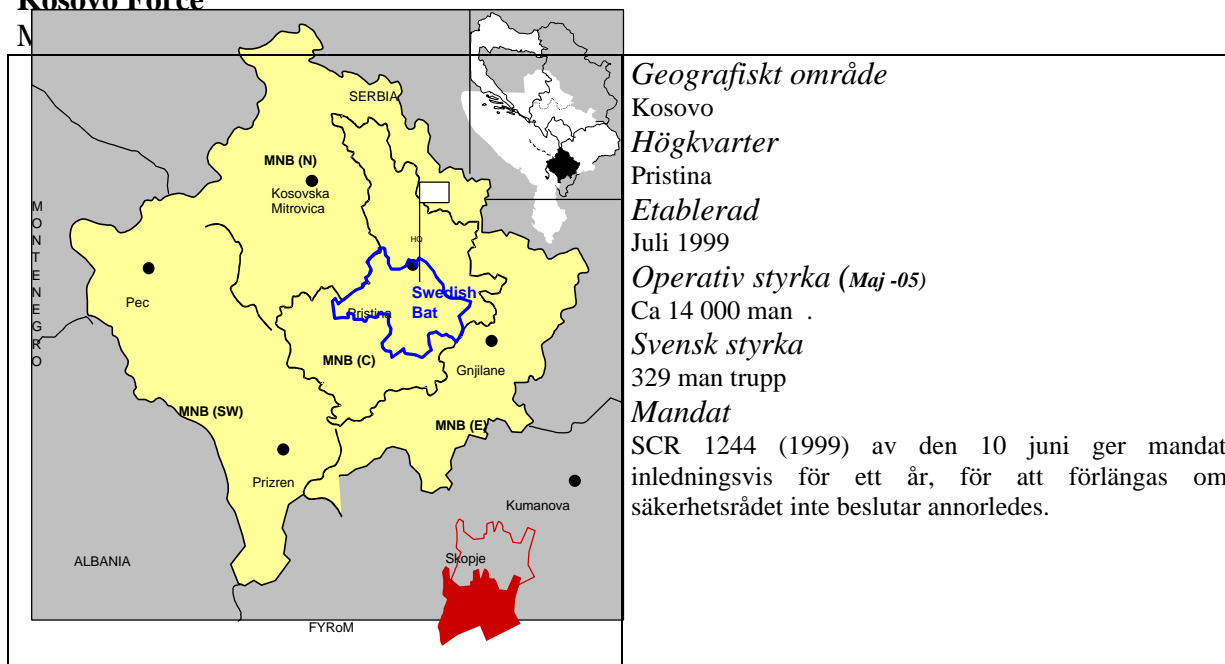 Kosovo Force
SERBIA
MNB (N)
Kosovska
Mitrovica
MONTENEGRO
HQ
Pec
Swedish
Bat
Pristina
MNB (C)
Gnjilane
MNB (SW)
MNB (E)
Prizren
Kumanova
Skopje
ALBANIA
FYRoM
Geografiskt område
Kosovo
Högkvarter
Pristina
Etablerad
Juli 1999
Operativ styrka (Maj -05)
Ca 14 000 man .
Svensk styrka
329 man trupp
Mandat
SCR 1244 (1999) av den 10 juni ger mandat
inledningsvis för ett år, för att förlängas om
säkerhetsrådet inte beslutar annorledes.